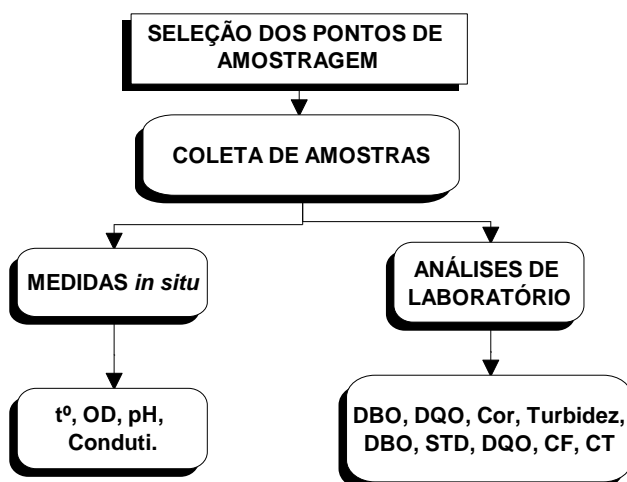 SELEÇÃO DOS PONTOS DE
AMOSTRAGEM
COLETA DE AMOSTRAS
MEDIDAS in situ
ANÁLISES DE
LABORATÓRIO
tº, OD, pH,
Conduti.
DBO, DQO, Cor, Turbidez,
DBO, STD, DQO, CF, CT